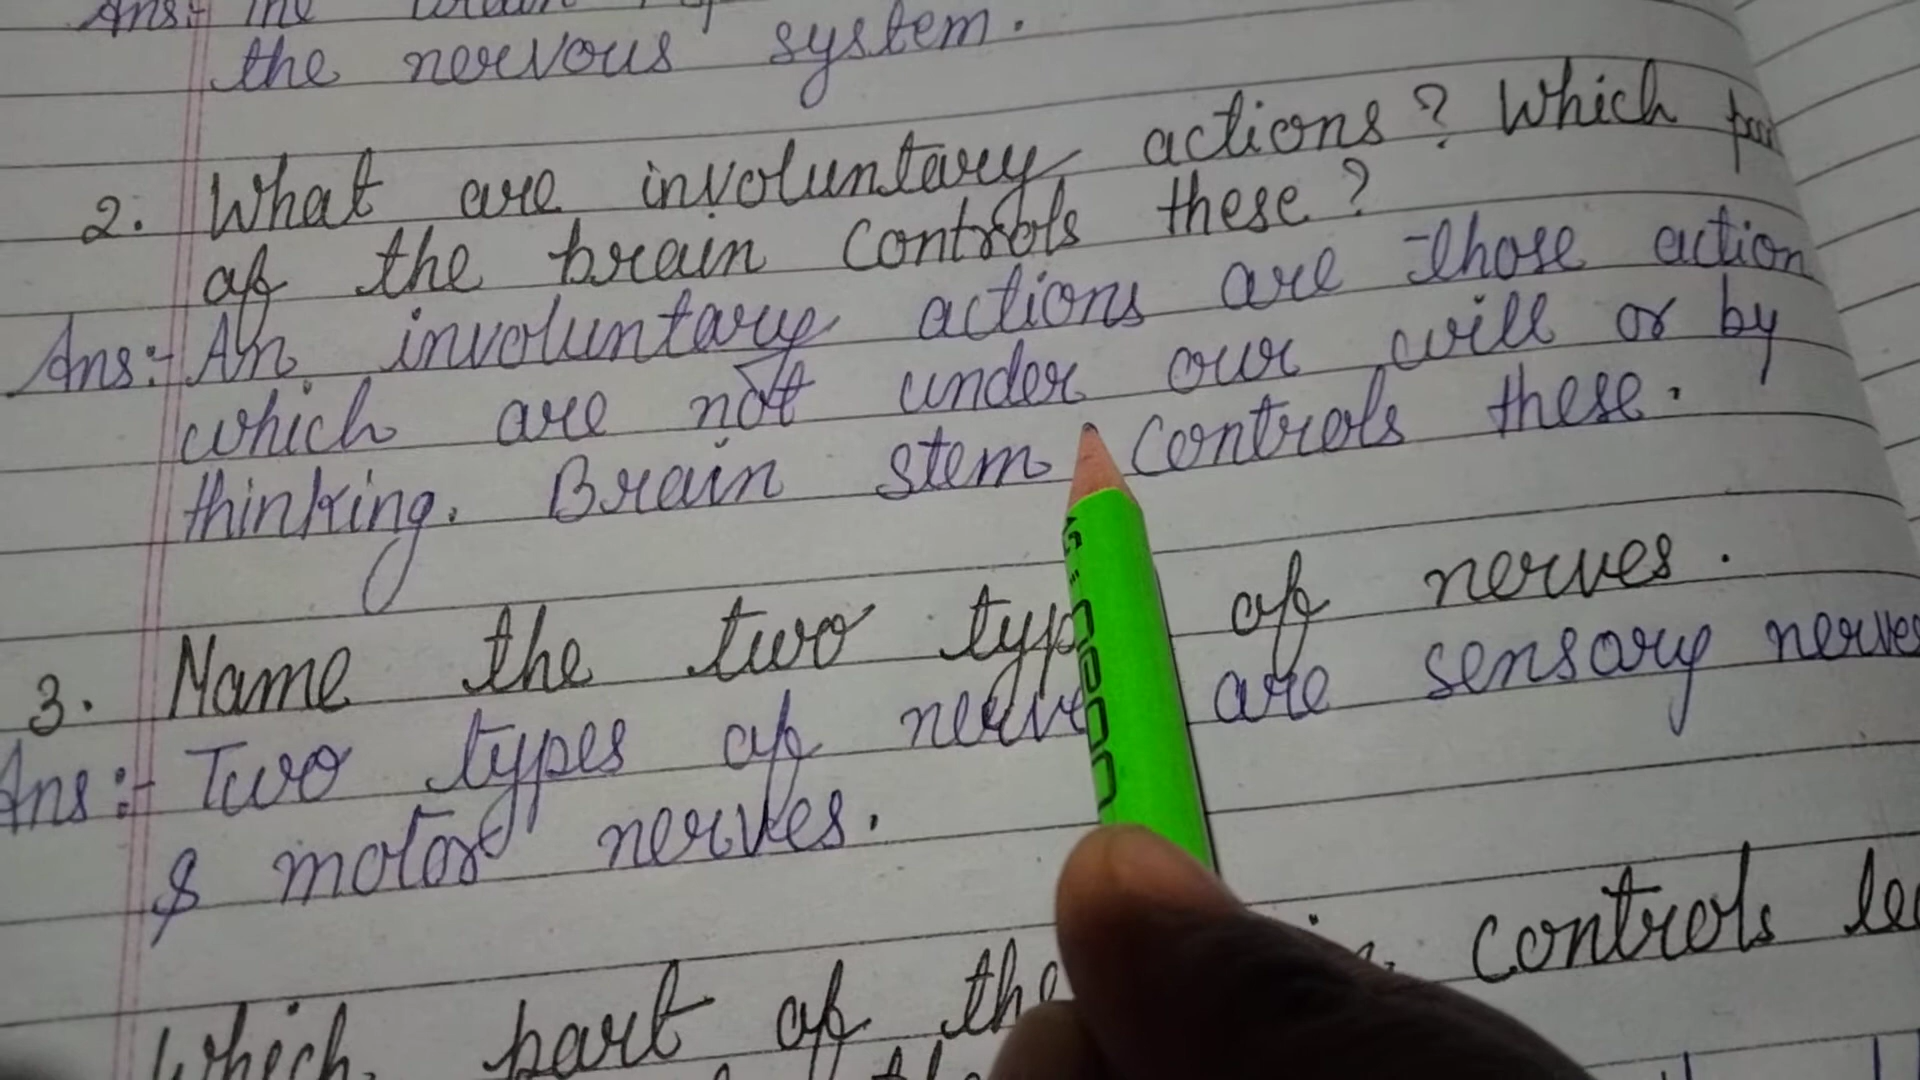 Ans:- The
the nervous system.
2. What are involuntary actions? Which
of the brain controls these?
Ans:- An involuntary actions are those action
which are not under our will or by
thinking. Brain stem controls these.
3. Name the two of nerves.
Ans:- Two types of are sensory nerves
& motor nerves.
Which part of controls